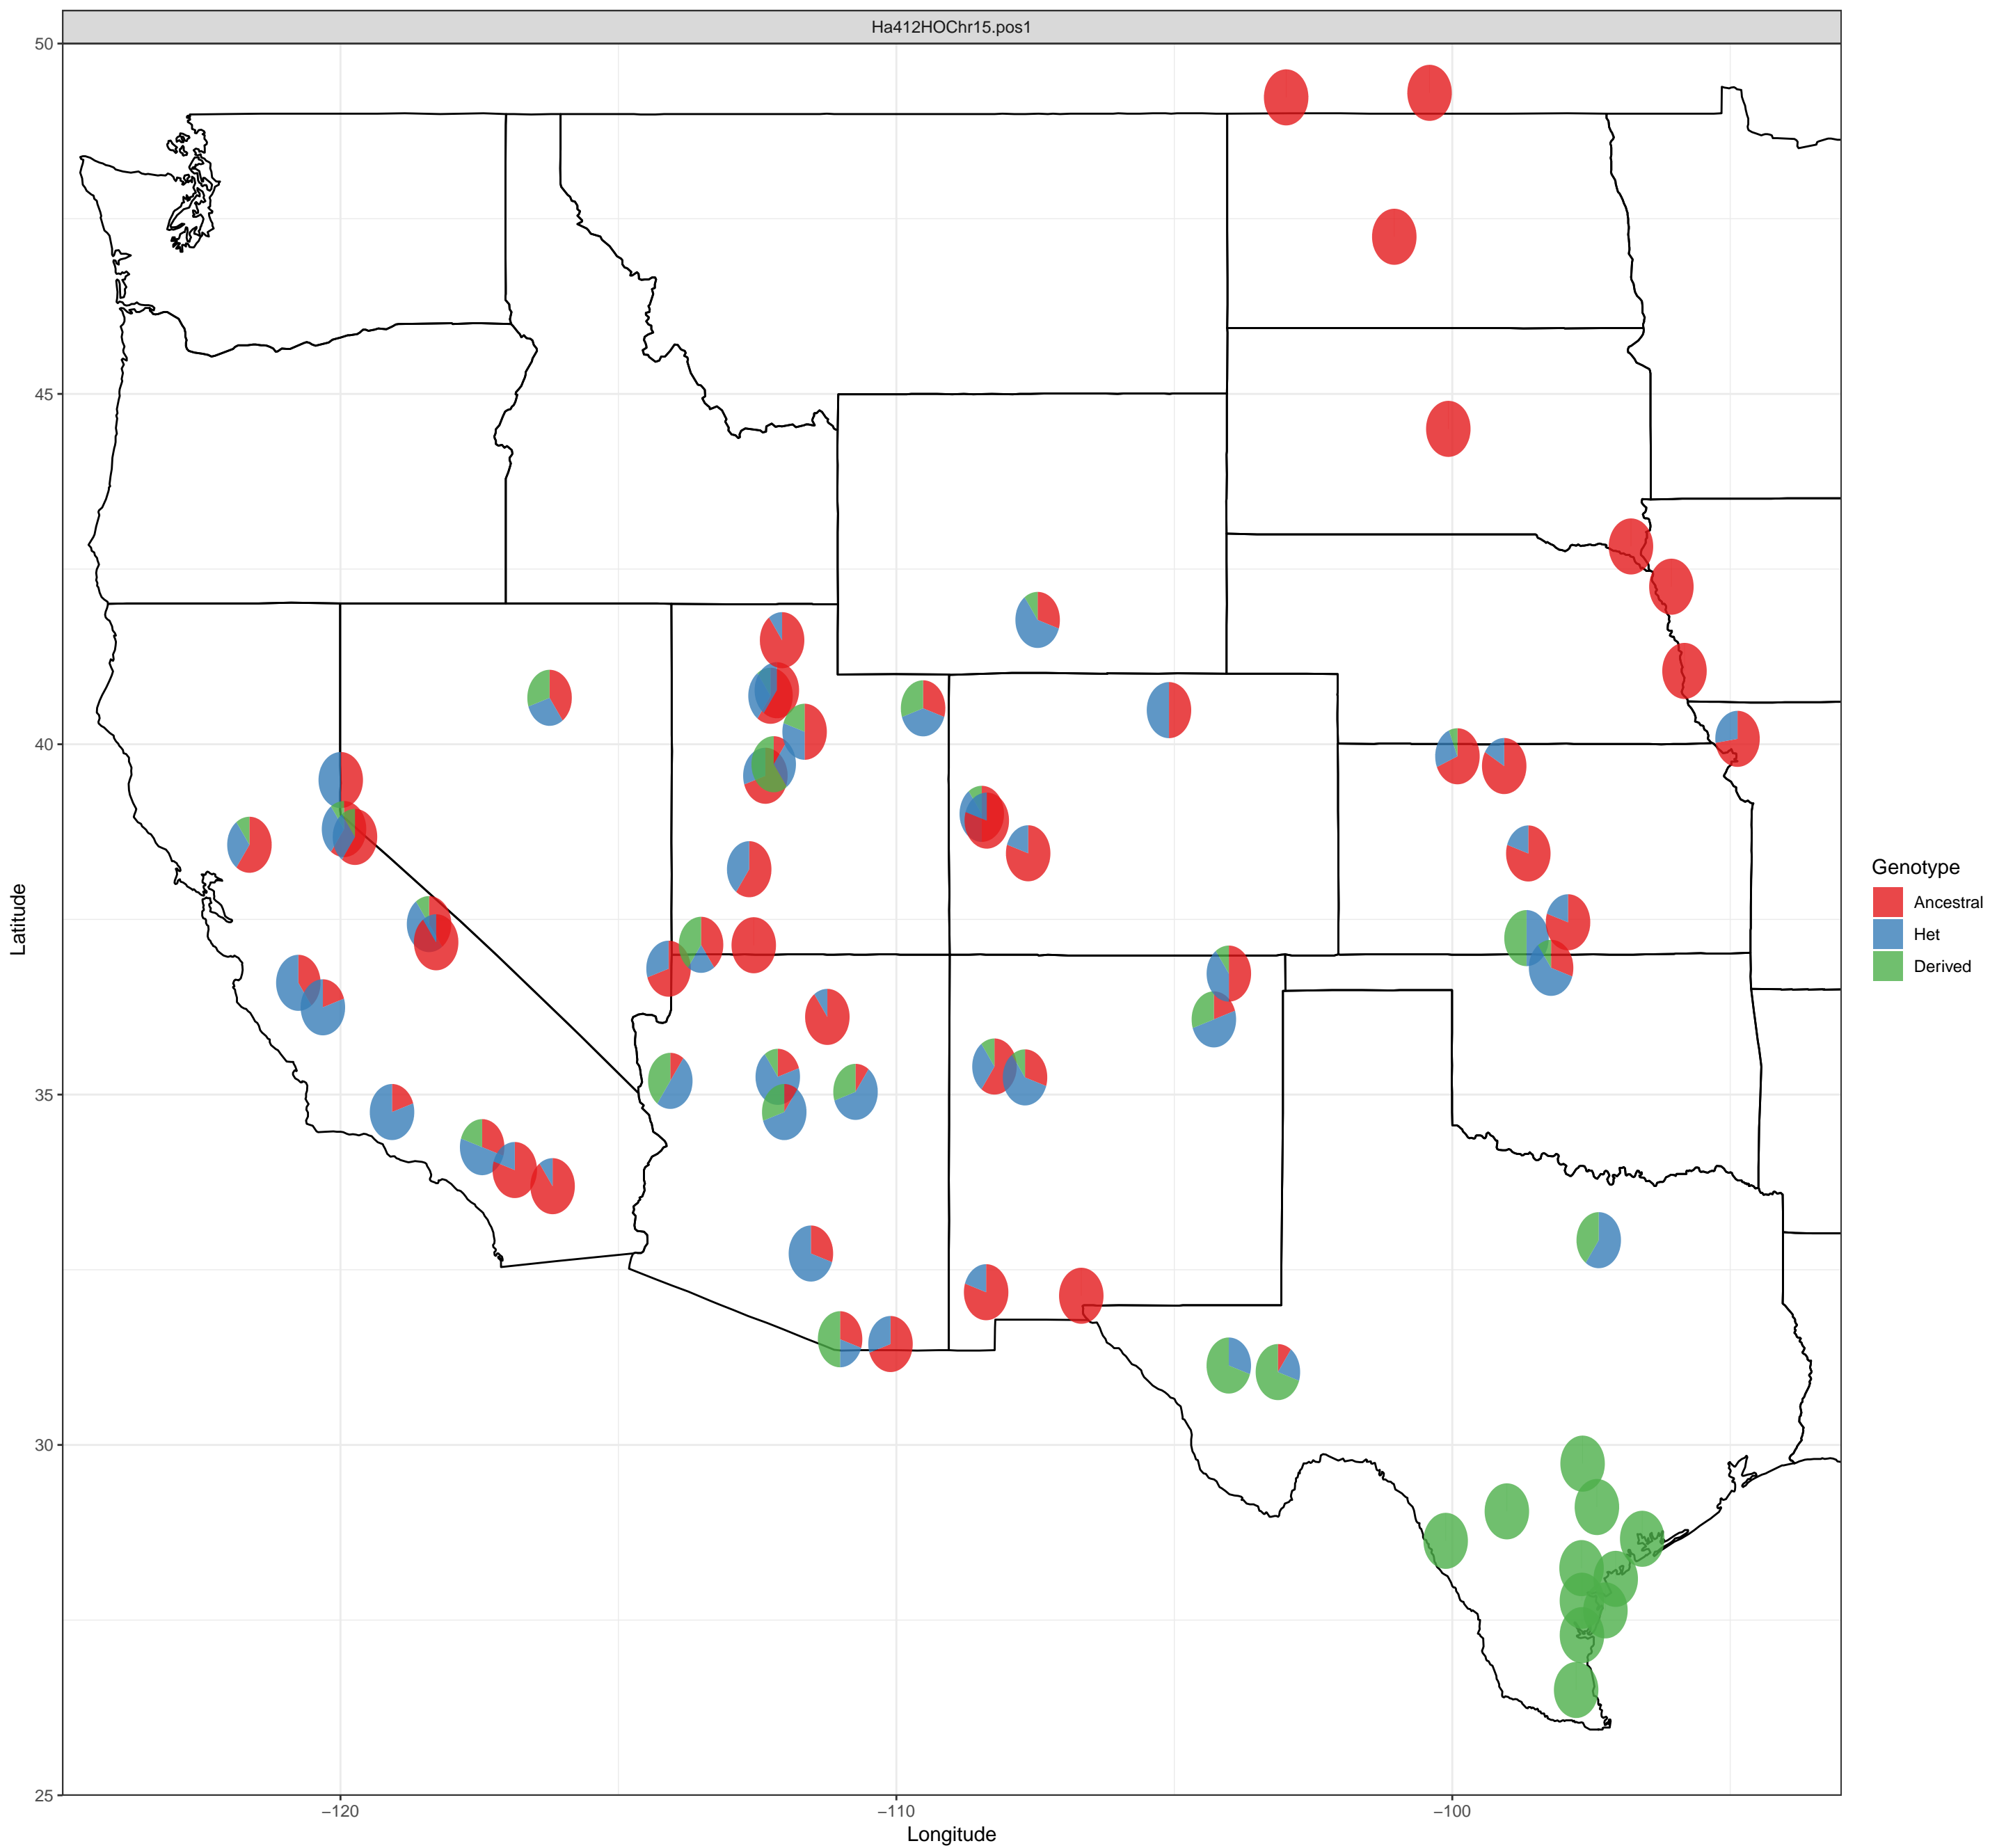 Ha412HOChr15.pos1
50
45
40
35
30
25
Latitude
−120
−110
−100
Longitude
Genotype
Ancestral
Het
Derived